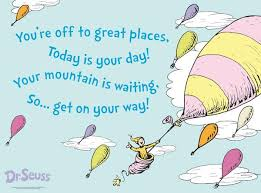 You're off to great places,
Today is your day!
Your mountain is waiting,
So... get on your way!
Dr.Seuss